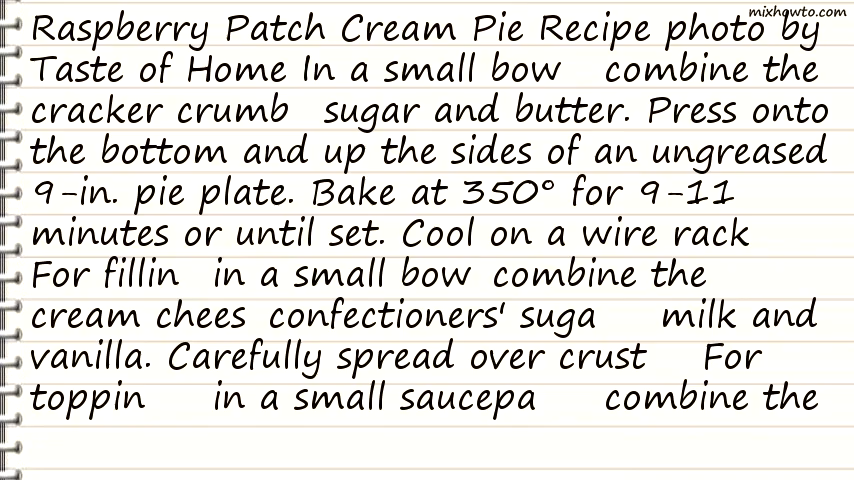 mixhowto.com
Raspberry Patch Cream Pie Recipe photo by
Taste of Home In a small bow combine the
cracker crumb sugar and butter. Press onto
the bottom and up the sides of an ungreased
9-in. pie plate. Bake at 350° for 9-11
minutes or until set. Cool on a wire rack
For fillin in a small bow combine the
cream chees confectioners' suga milk and
vanilla. Carefully spread over crust For
toppin in a small saucepa combine the